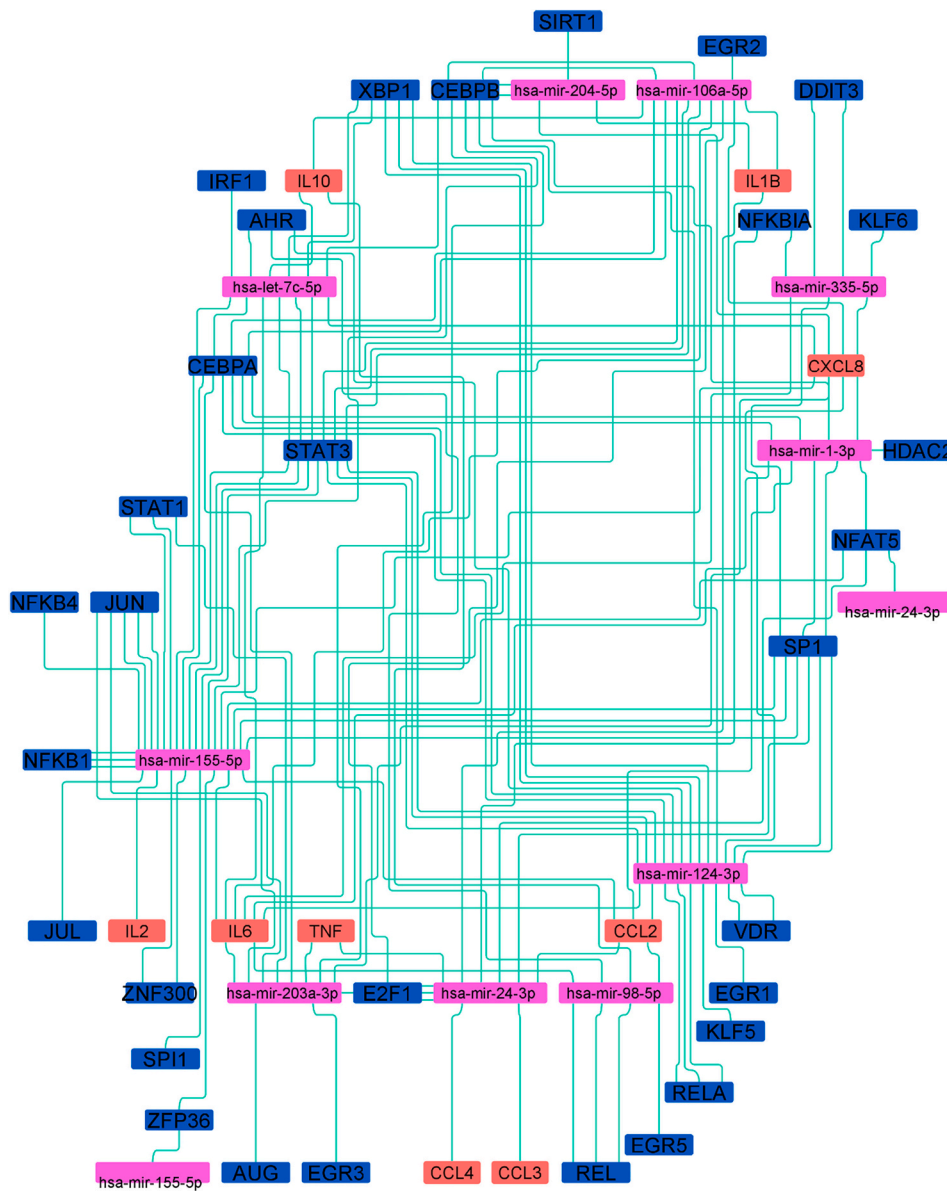 SIRT1
EGR2
XBP1
CEBPB
hsa-mir-204-5p
hsa-mir-106a-5p
DDIT3
IRF1
IL10
IL1B
AHR
NFKBIA
KLF6
hsa-let-7c-5p
hsa-mir-335-5p
CEBPA
CXCL8
STAT3
hsa-mir-1-3p
HDAC2
STAT1
NFAT5
NFKB4
JUN
hsa-mir-24-3p
SP1
NFKB1
hsa-mir-155-5p
hsa-mir-124-3p
JUL
IL2
IL6
TNF
CCL2
VDR
ZNF300
hsa-mir-203a-3p
E2F1
hsa-mir-24-3p
hsa-mir-98-5p
EGR1
KLF5
SPI1
RELA
ZFP36
EGR5
hsa-mir-155-5p
AUG
EGR3
CCL4
CCL3
REL